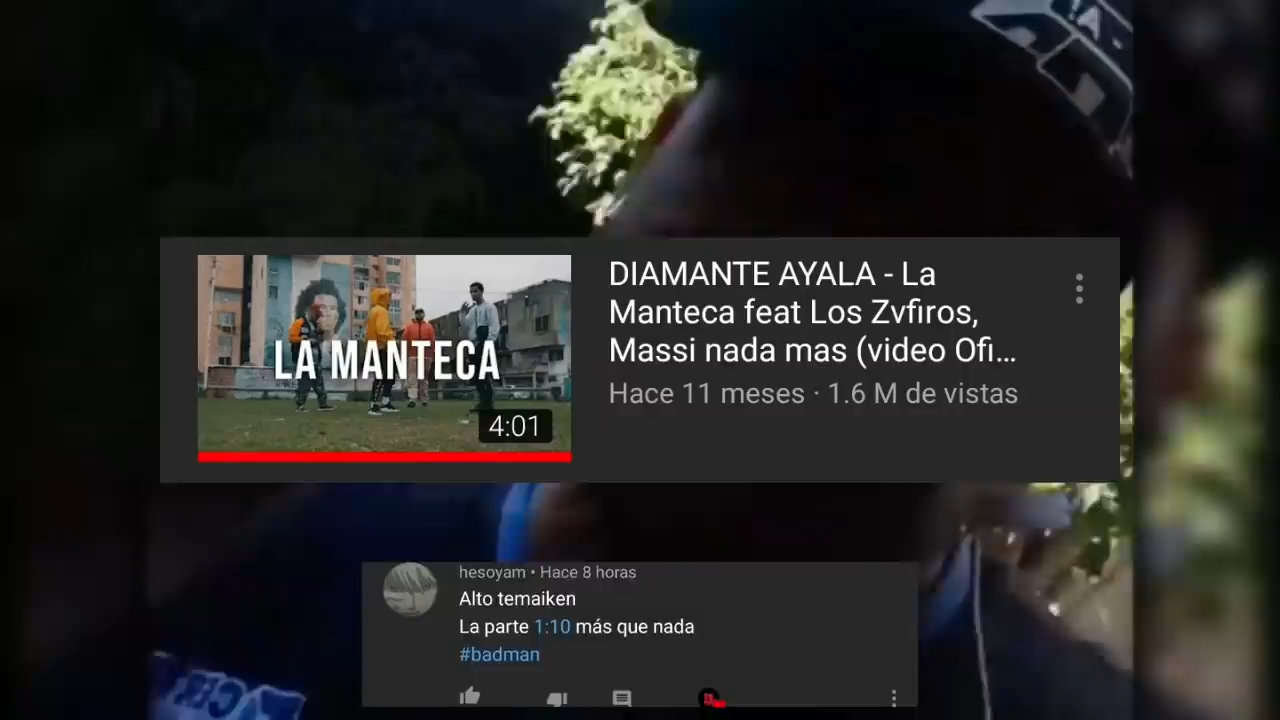 DIAMANTE AYALA - La
Manteca feat Los Zvfiros,
Massi nada mas (video Ofi...
Hace 11 meses · 1.6 M de vistas
LA MANTECA
4:01
hesoyam • Hace 8 horas
Alto temaiken
La parte 1:10 más que nada
#badman